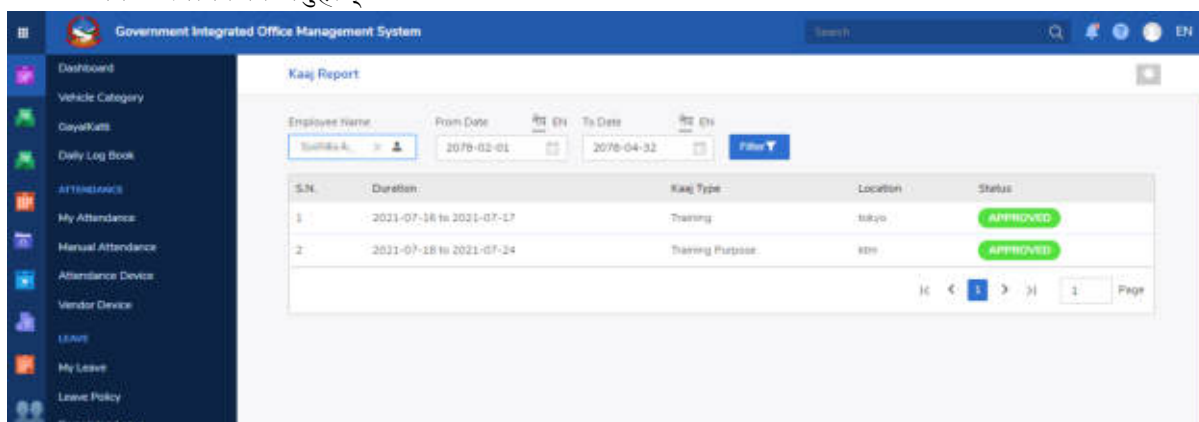 Government Integrated Office Management System
Search
EN
Dashboard
Vehicle Category
GayalKatti
Daily Log Book
ATTENDANCE
My Attendance
Manual Attendance
Attendance Device
Vendor Device
LEAVE
My Leave
Leave Policy
Kaaj Report
Employee Name From Date नेपा EN To Date नेपा EN
2078-02-01 2078-04-32 Filter
S.N. Duration Kaaj Type Location Status
1 2021-07-16 to 2021-07-17 Training tokyo APPROVED
2 2021-07-18 to 2021-07-24 Training Purpose ktm APPROVED
1 1 Page